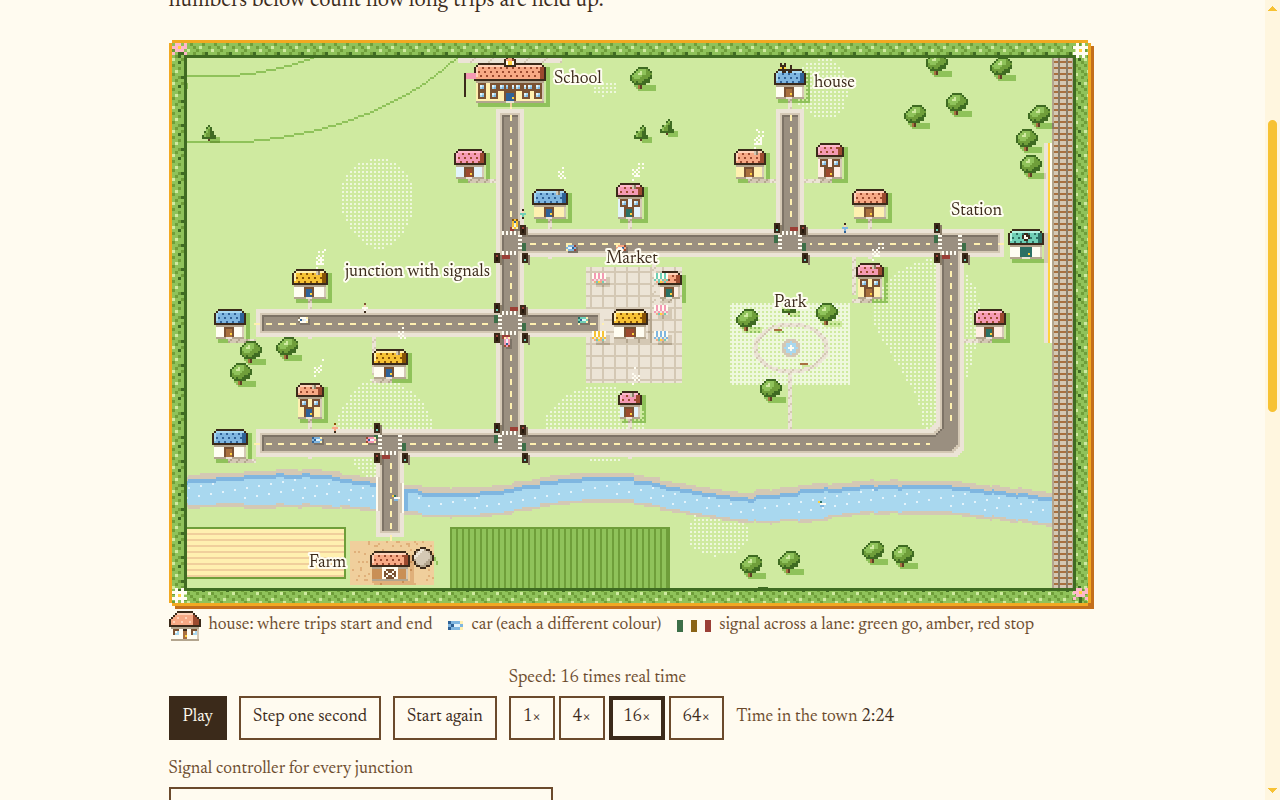 numbers below count how long trips are held up.
School
house
Station
Market
junction with signals
Park
Farm
house: where trips start and end
car (each a different colour)
signal across a lane: green go, amber, red stop
Speed: 16 times real time
Play
Step one second
Start again
1×
4×
16×
64×
Time in the town 2:24
Signal controller for every junction